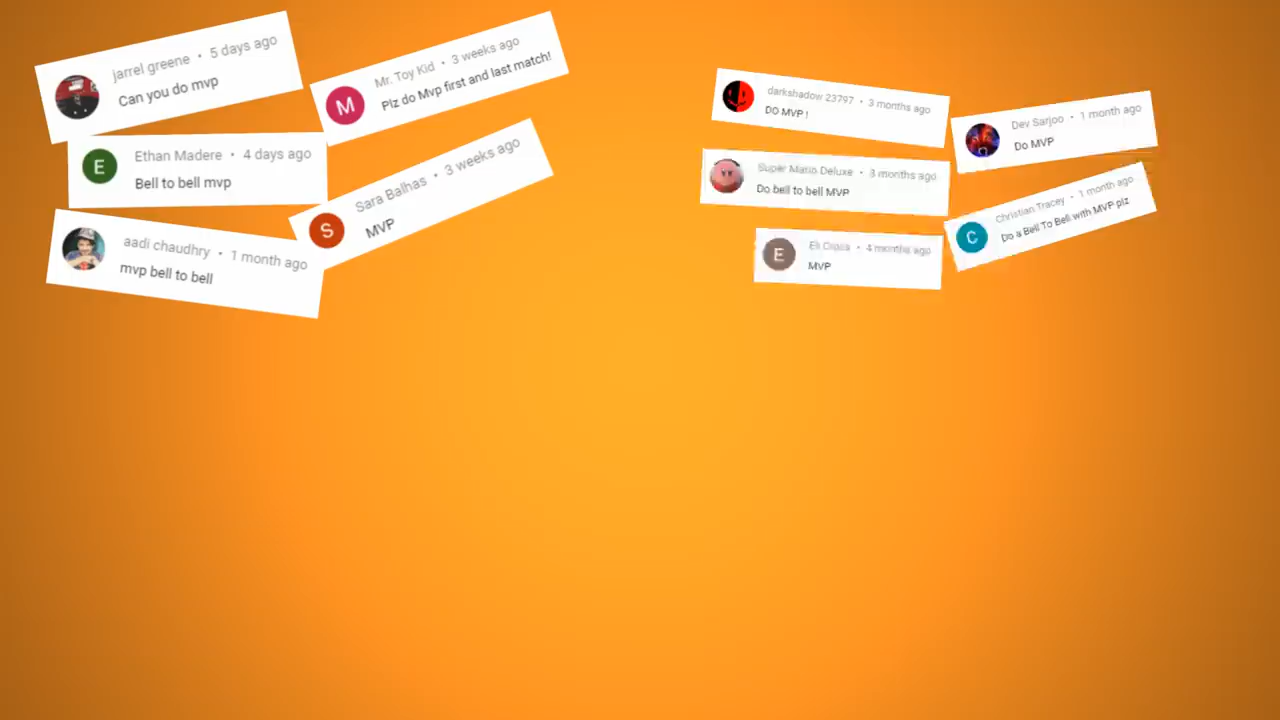 jarrel greene • 5 days ago
Can you do mvp
Mr. Toy Kid • 3 weeks ago
Plz do Mvp first and last match!
Ethan Madere • 4 days ago
Bell to bell mvp
Sara Balhas • 3 weeks ago
MVP
aadi chaudhry • 1 month ago
mvp bell to bell
darkshadow 23797 • 3 months ago
DO MVP !
Dev Sarjoo • 1 month ago
Do MVP
Super Mario Deluxe • 3 months ago
Do bell to bell MVP
Christian Tracey • 1 month ago
Do a Bell To Bell with MVP plz
Eli Cross • 4 months ago
MVP
M
E
S
E
C